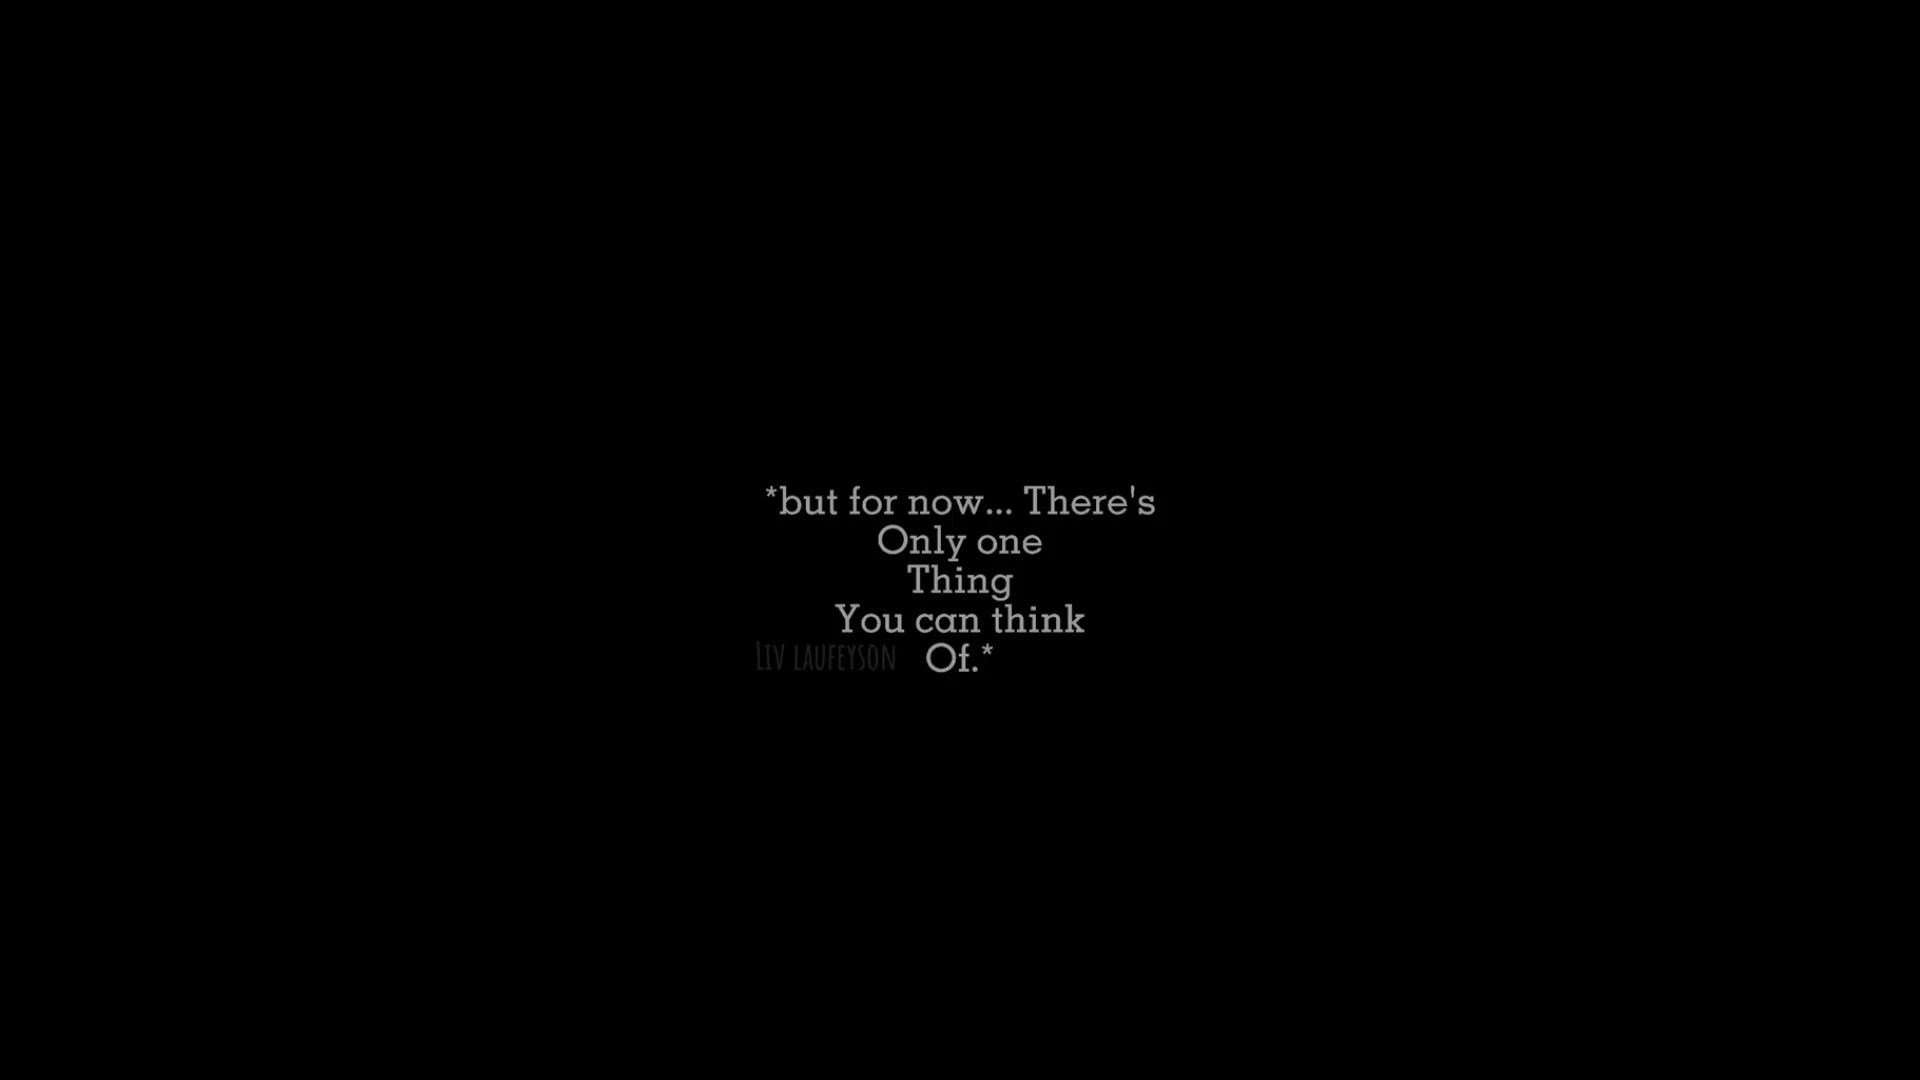 *but for now... There's
Only one
Thing
You can think
Of.*
Liv laufeyson